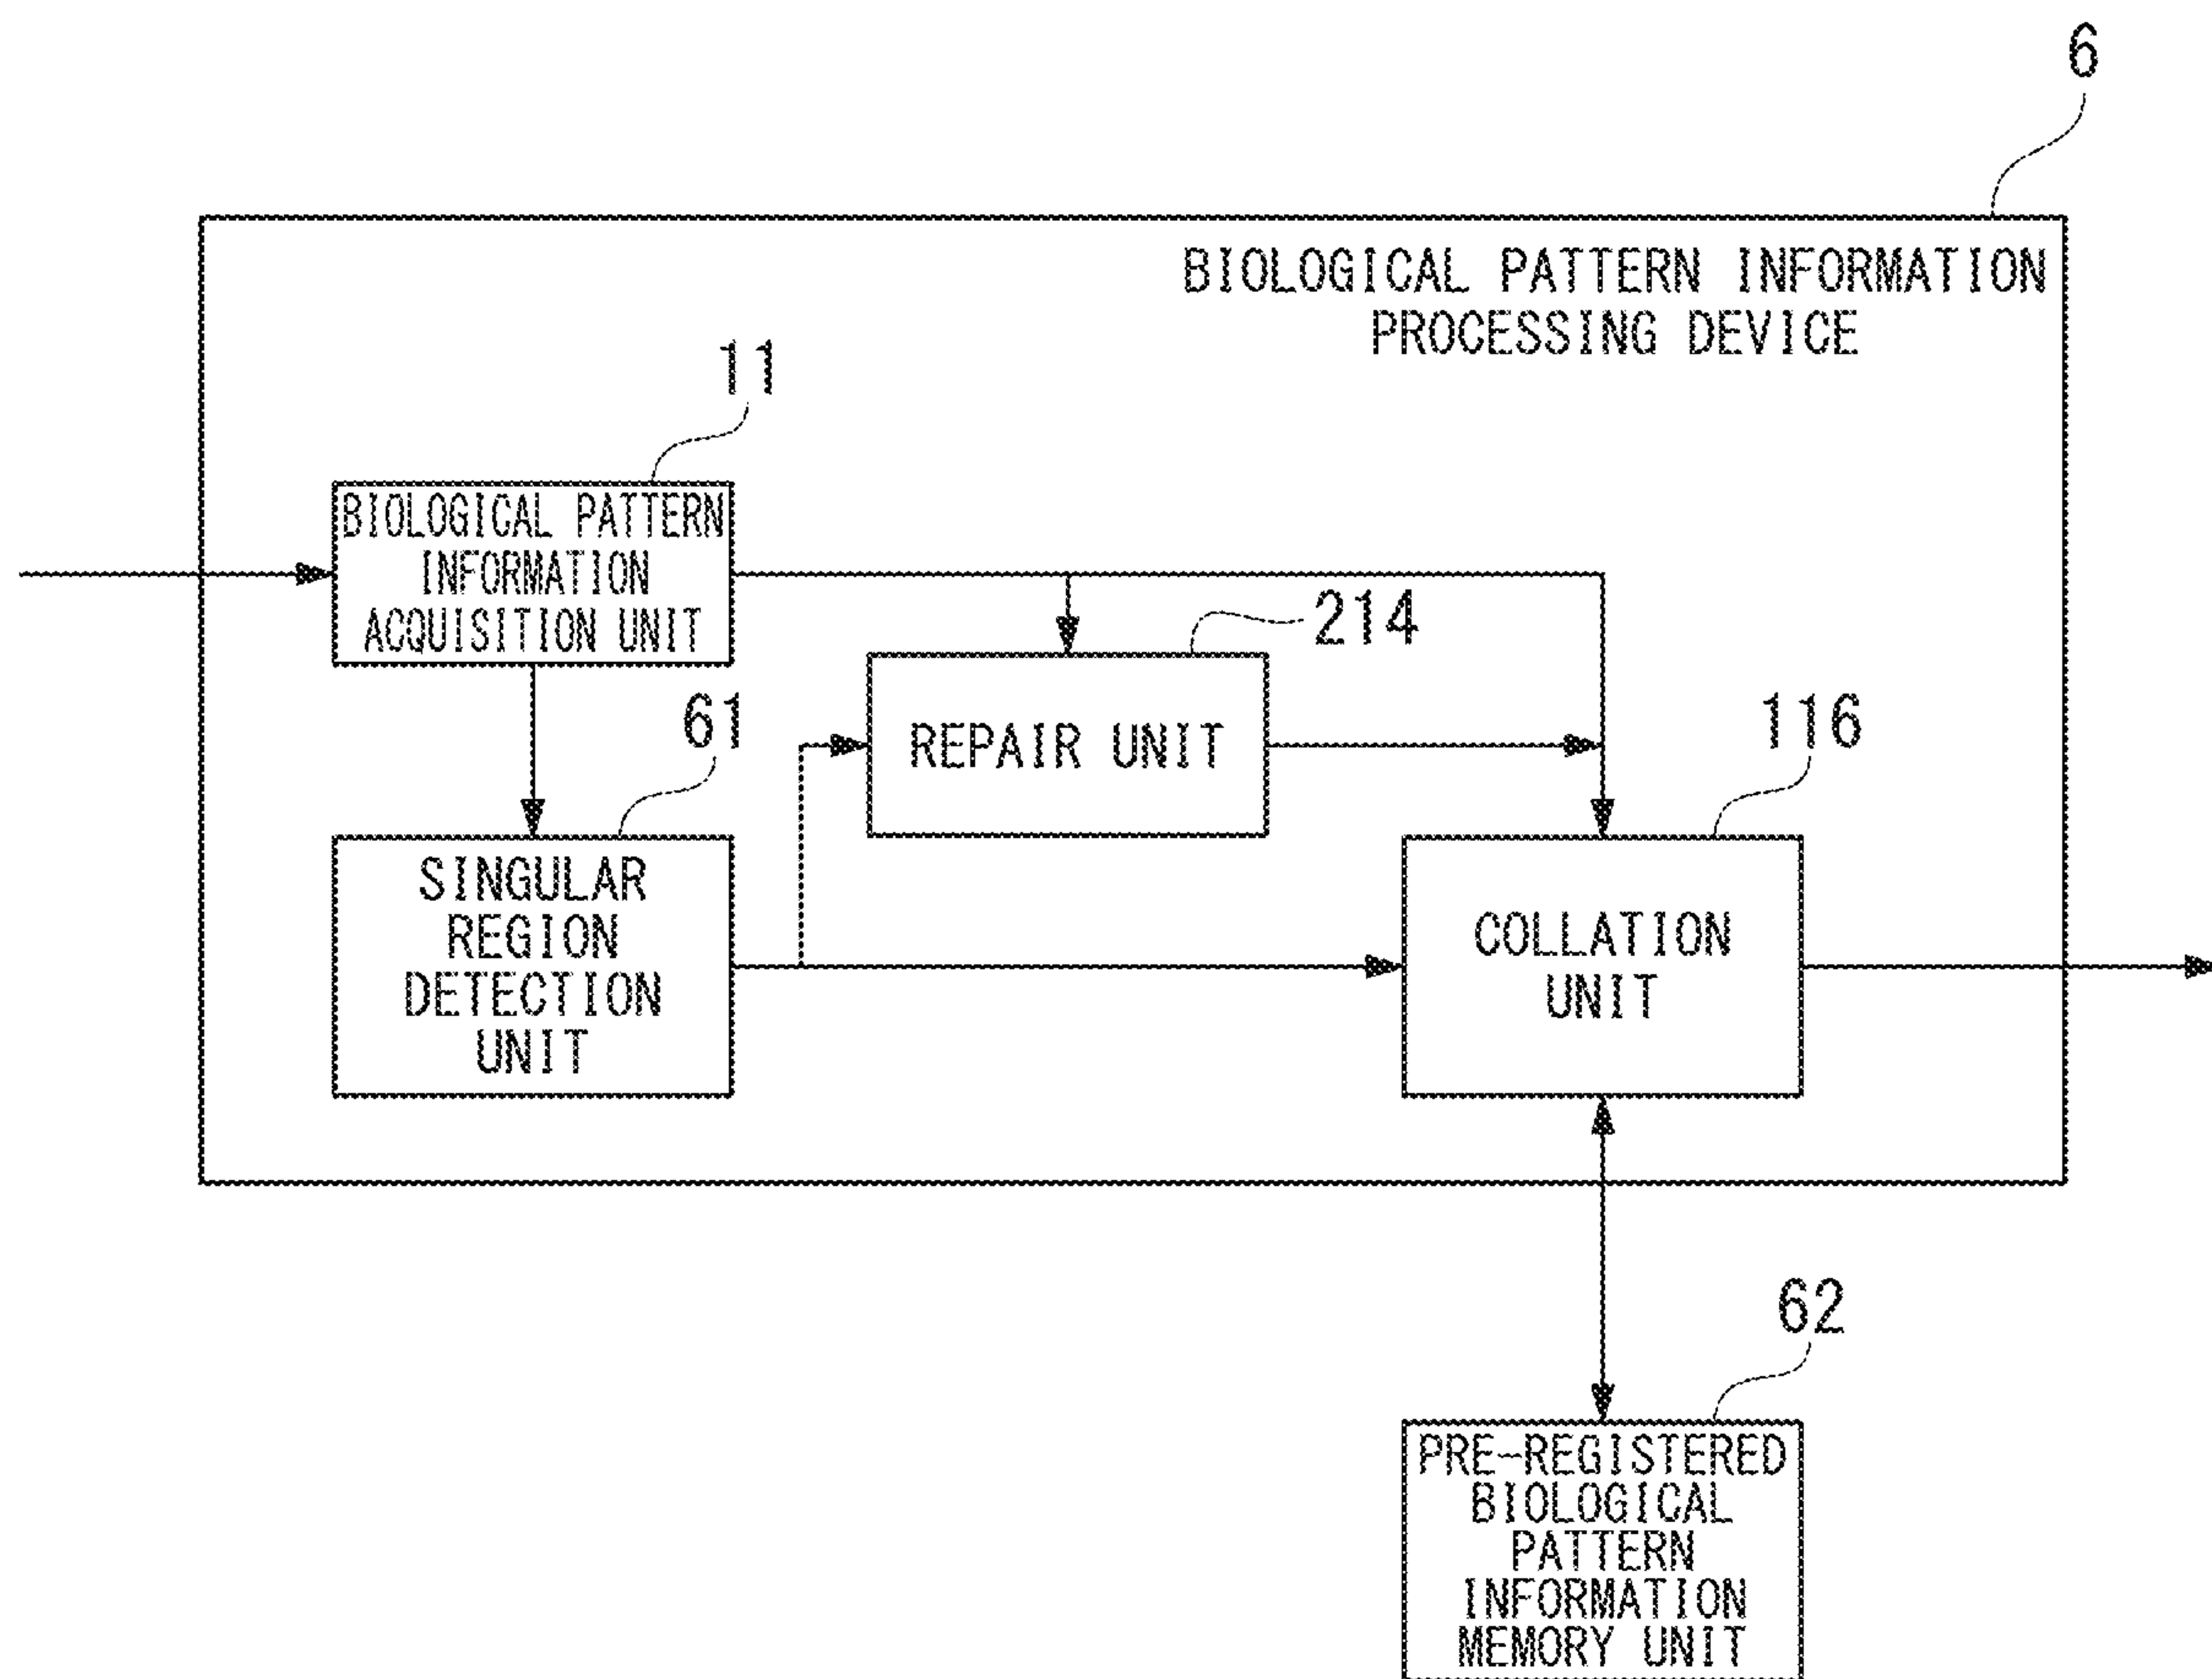 6
BIOLOGICAL PATTERN INFORMATION
PROCESSING DEVICE
11
BIOLOGICAL PATTERN
INFORMATION
ACQUISITION UNIT
214
REPAIR UNIT
61
SINGULAR
REGION
DETECTION
UNIT
116
COLLATION
UNIT
62
PRE-REGISTERED
BIOLOGICAL
PATTERN
INFORMATION
MEMORY UNIT